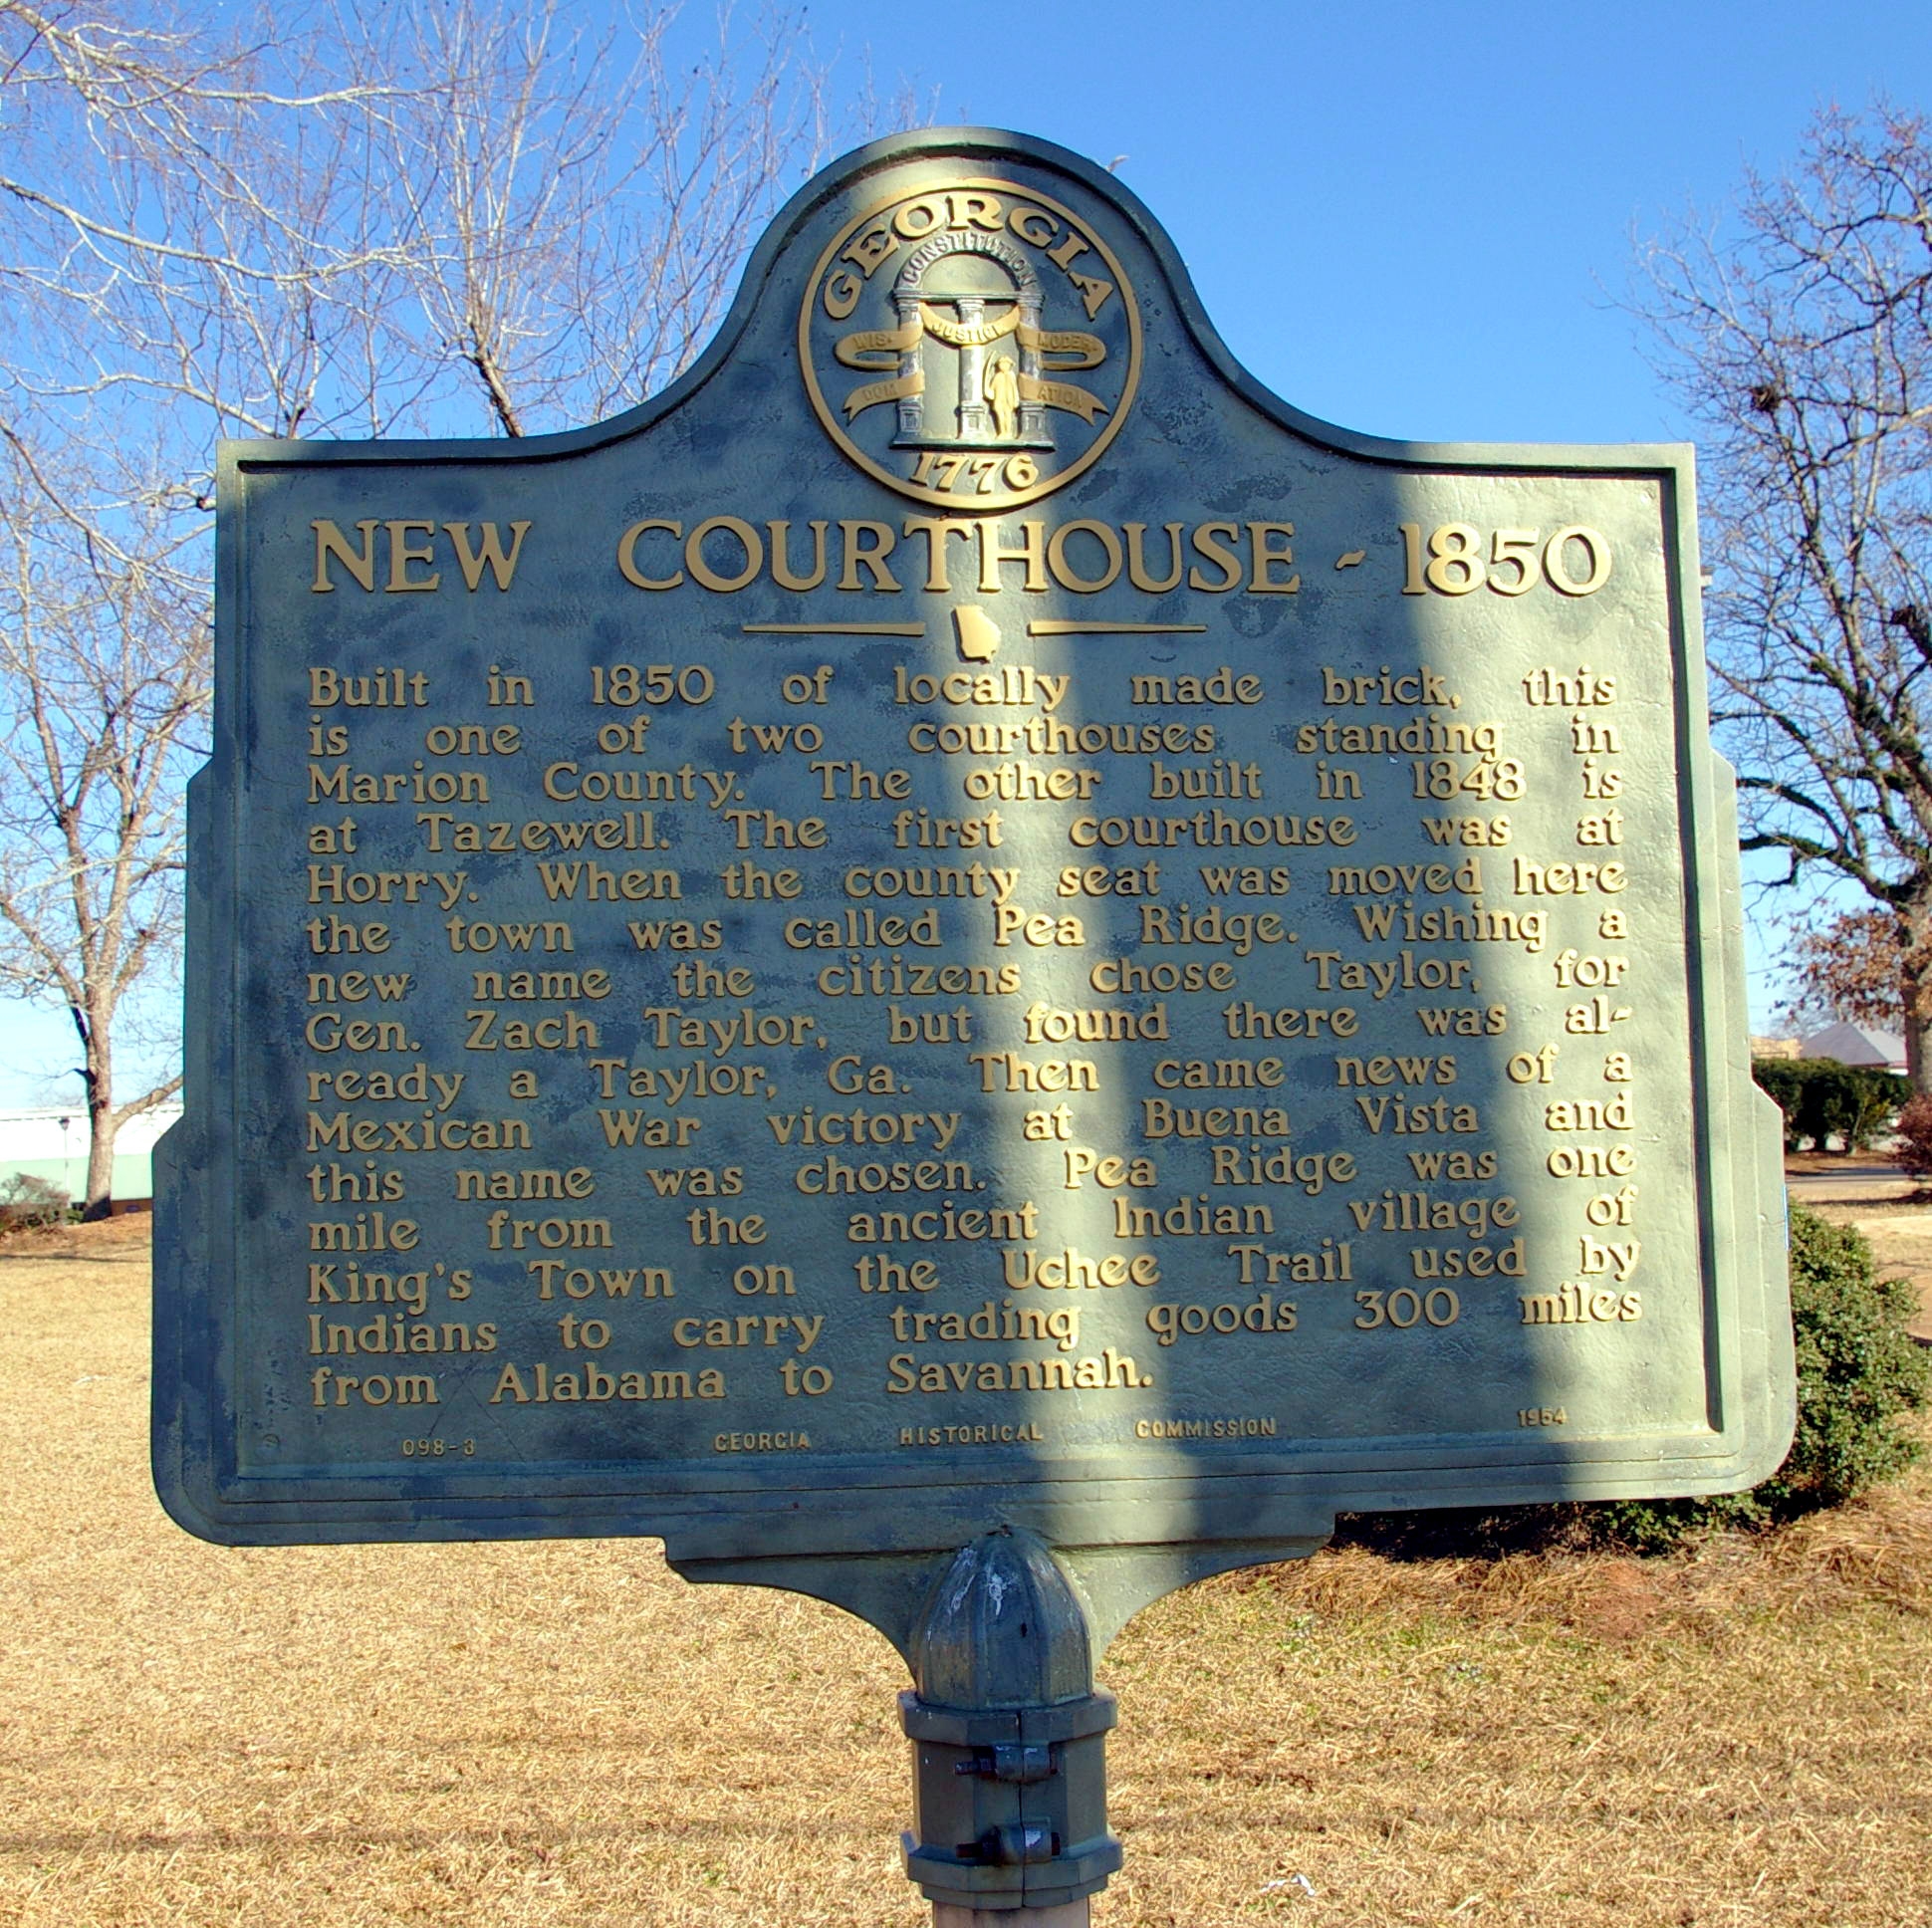 GEORGIA
CONSTITUTION
JUSTICE
WIS-
DOM
MODER-
ATION
1776
NEW COURTHOUSE - 1850
Built in 1850 of locally made brick, this
is one of two courthouses standing in
Marion County. The other built in 1848 is
at Tazewell. The first courthouse was at
Horry. When the county seat was moved here
the town was called Pea Ridge. Wishing a
new name the citizens chose Taylor, for
Gen. Zach Taylor, but found there was al-
ready a Taylor, Ga. Then came news of a
Mexican War victory at Buena Vista and
this name was chosen. Pea Ridge was one
mile from the ancient Indian village of
King's Town on the Uchee Trail used by
Indians to carry trading goods 300 miles
from Alabama to Savannah.
098-3 GEORGIA HISTORICAL COMMISSION 1954